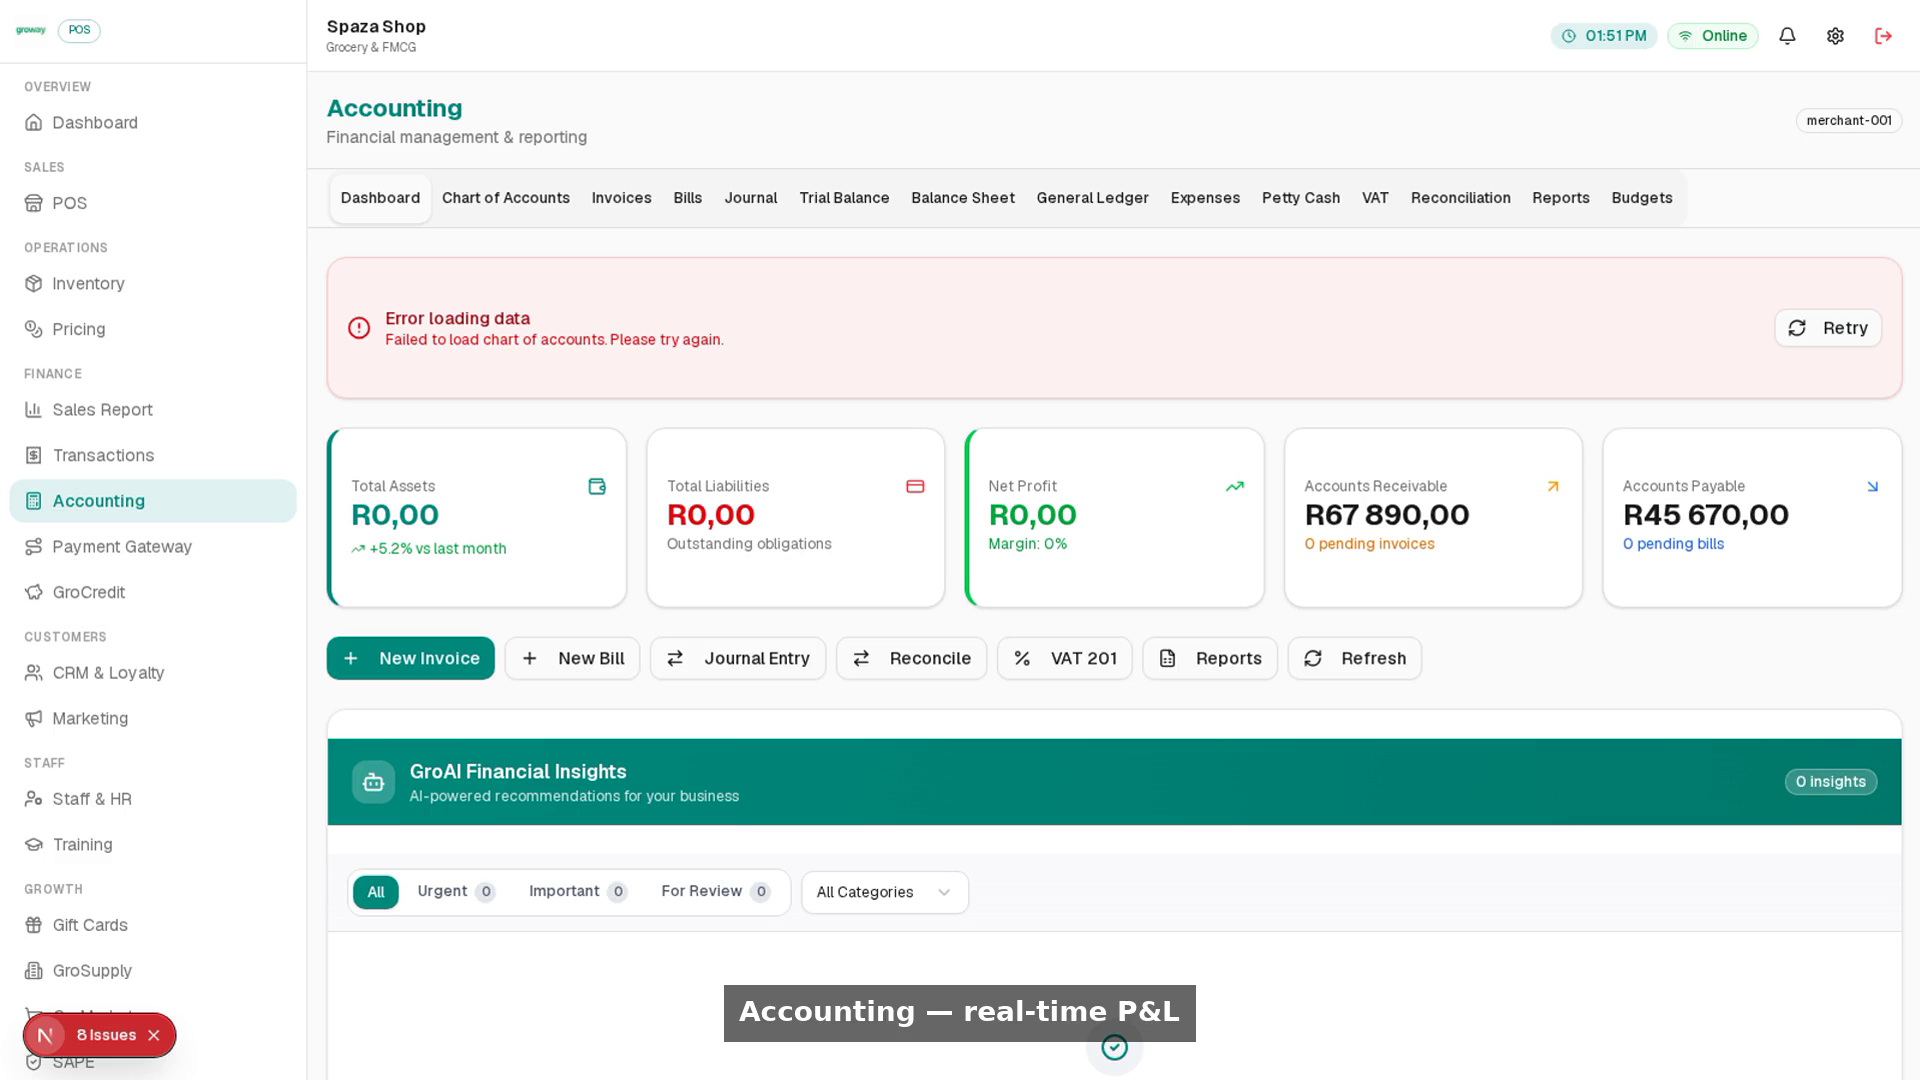 groway POS
OVERVIEW
Dashboard
SALES
POS
OPERATIONS
Inventory
Pricing
FINANCE
Sales Report
Transactions
Accounting
Payment Gateway
GroCredit
CUSTOMERS
CRM & Loyalty
Marketing
STAFF
Staff & HR
Training
GROWTH
Gift Cards
GroSupply
N 8 Issues
SAPE
Spaza Shop
Grocery & FMCG
01:51 PM Online
Accounting
Financial management & reporting
merchant-001
Dashboard Chart of Accounts Invoices Bills Journal Trial Balance Balance Sheet General Ledger Expenses Petty Cash VAT Reconciliation Reports Budgets
Error loading data
Failed to load chart of accounts. Please try again.
Retry
Total Assets
R0,00
+5.2% vs last month
Total Liabilities
R0,00
Outstanding obligations
Net Profit
R0,00
Margin: 0%
Accounts Receivable
R67 890,00
0 pending invoices
Accounts Payable
R45 670,00
0 pending bills
New Invoice New Bill Journal Entry Reconcile VAT 201 Reports Refresh
GroAI Financial Insights
AI-powered recommendations for your business
0 insights
All Urgent 0 Important 0 For Review 0 All Categories
Accounting — real-time P&L